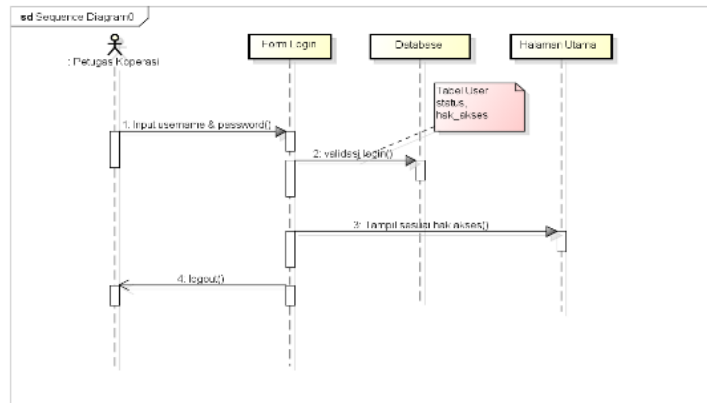 sd Sequence Diagram0
: Petugas Koperasi
Form Login
Database
Halaman Utama
Tabel User
status,
hak_akses
1: Input username & password()
2: validasi login()
3: Tampil sesuai hak akses()
4: logout()